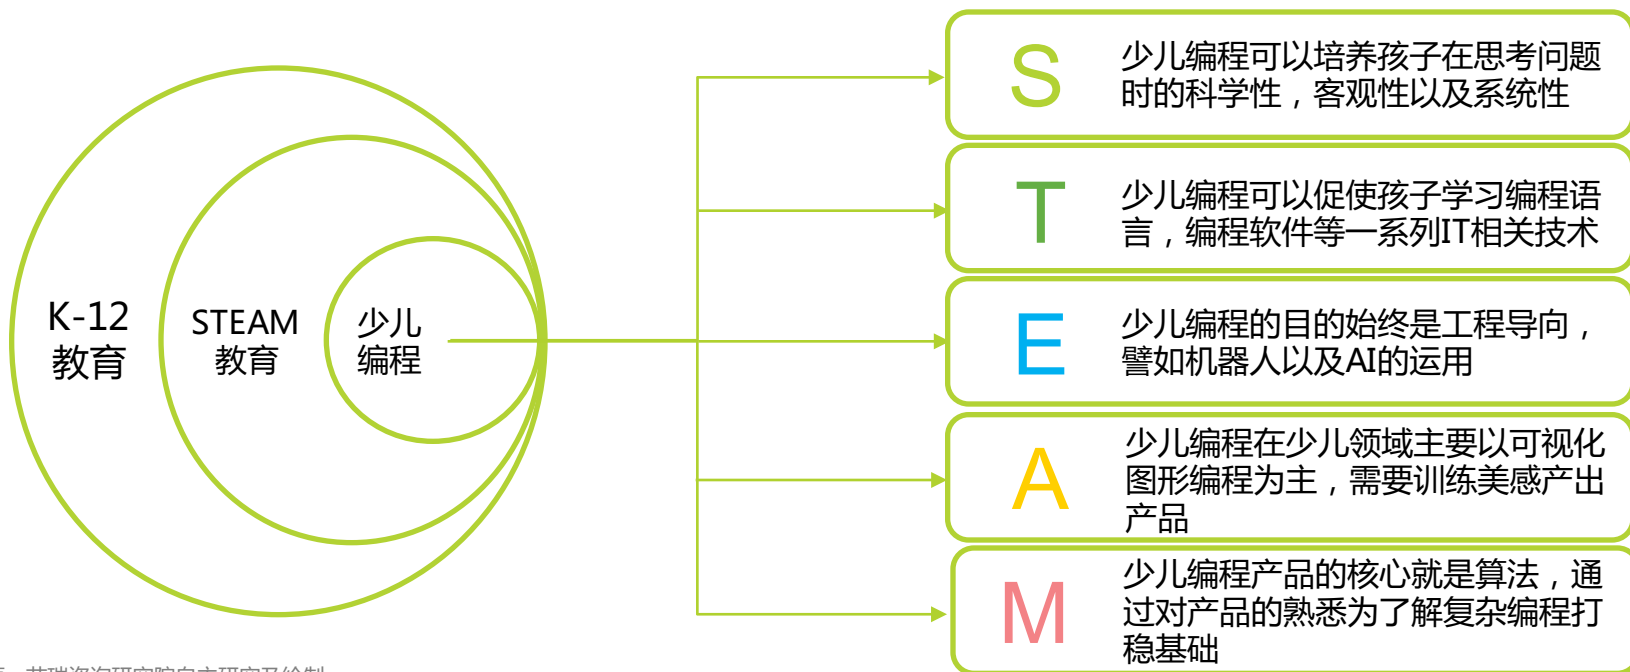 K-12
教育
STEAM
教育
少儿
编程
S
少儿编程可以培养孩子在思考问题
时的科学性，客观性以及系统性
T
少儿编程可以促使孩子学习编程语
言，编程软件等一系列IT相关技术
E
少儿编程的目的始终是工程导向，
譬如机器人以及AI的运用
A
少儿编程在少儿领域主要以可视化
图形编程为主，需要训练美感产出
产品
M
少儿编程产品的核心就是算法，通
过对产品的熟悉为了解复杂编程打
稳基础